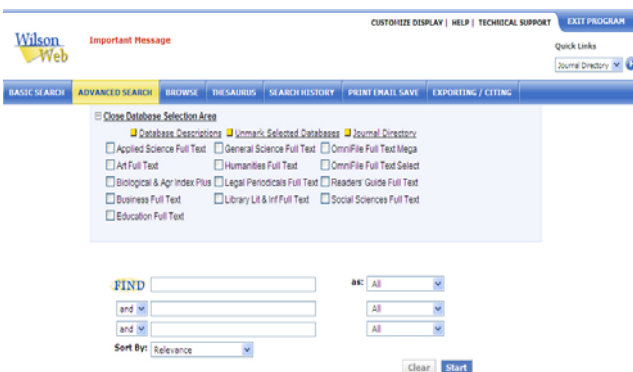 CUSTOMIZE DISPLAY | HELP | TECHNICAL SUPPORT EXIT PROGRAM
Wilson Web
Important Message
Quick Links
Journal Directory
BASIC SEARCH ADVANCED SEARCH BROWSE THESAURUS SEARCH HISTORY PRINT EMAIL SAVE EXPORTING / CITING
Close Database Selection Area
Database Descriptions Unmark Selected Databases Journal Directory
Applied Science Full Text General Science Full Text OmniFile Full Text Mega
Art Full Text Humanities Full Text OmniFile Full Text Select
Biological & Agr Index Plus Legal Periodicals Full Text Readers' Guide Full Text
Business Full Text Library Lit & Inf Full Text Social Sciences Full Text
Education Full Text
FIND as: All
and All
and All
Sort By: Relevance
Clear Start